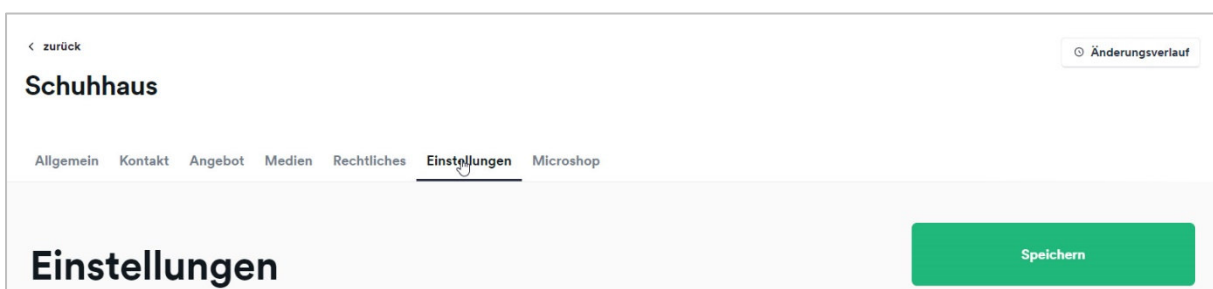 zurück
Änderungsverlauf
Schuhhaus
Allgemein Kontakt Angebot Medien Rechtliches Einstellungen Microshop
Einstellungen
Speichern